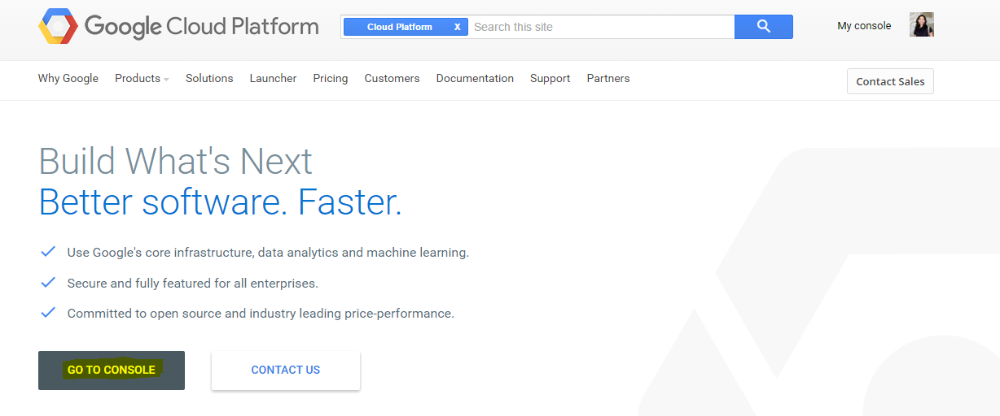 Google Cloud Platform
Cloud Platform X Search this site
My console
Why Google Products Solutions Launcher Pricing Customers Documentation Support Partners
Contact Sales
Build What's Next
Better software. Faster.
Use Google's core infrastructure, data analytics and machine learning.
Secure and fully featured for all enterprises.
Committed to open source and industry leading price-performance.
GO TO CONSOLE
CONTACT US